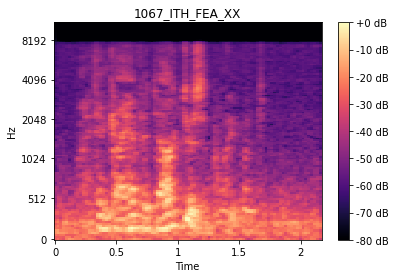 1067_ITH_FEA_XX
8192
4096
2048
1024
512
0
Hz
0
0.5
1
1.5
2
Time
+0 dB
-10 dB
-20 dB
-30 dB
-40 dB
-50 dB
-60 dB
-70 dB
-80 dB